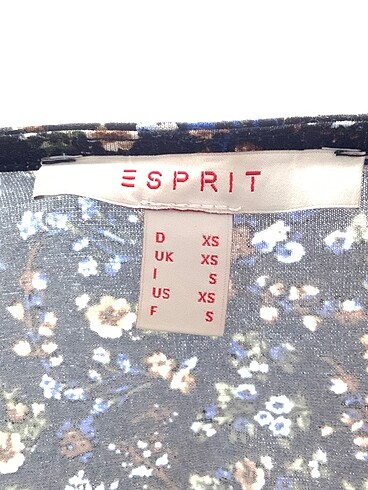 ESPRIT
D XS
UK XS
I S
US XS
F S